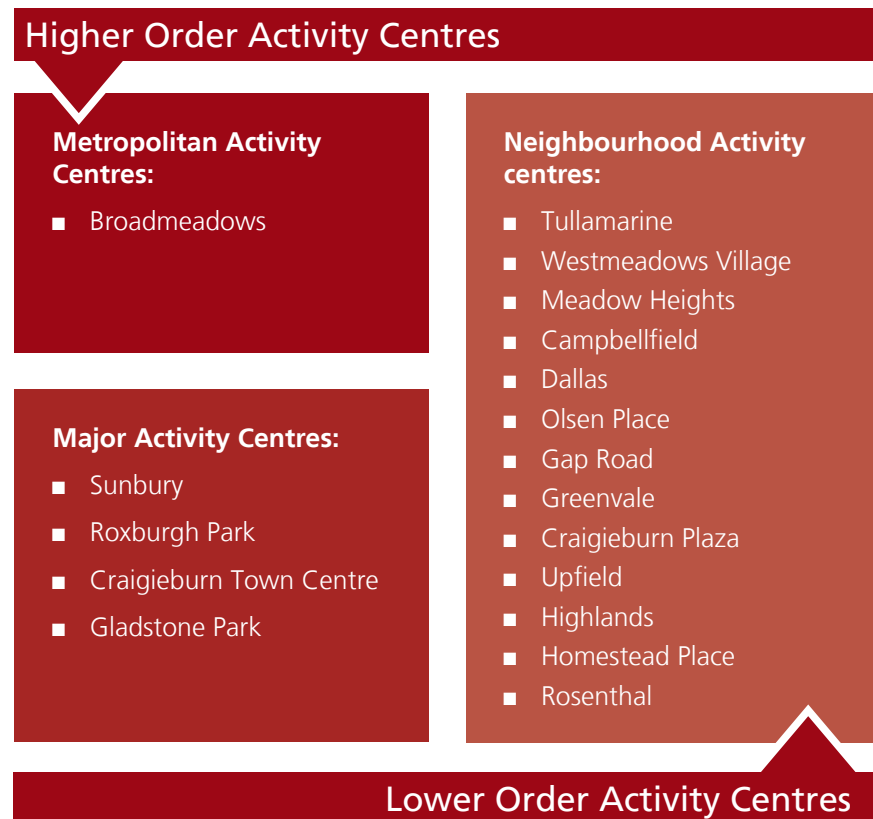 Higher Order Activity Centres
Metropolitan Activity
Centres:
■ Broadmeadows
Major Activity Centres:
■ Sunbury
■ Roxburgh Park
■ Craigieburn Town Centre
■ Gladstone Park
Neighbourhood Activity
centres:
■ Tullamarine
■ Westmeadows Village
■ Meadow Heights
■ Campbellfield
■ Dallas
■ Olsen Place
■ Gap Road
■ Greenvale
■ Craigieburn Plaza
■ Upfield
■ Highlands
■ Homestead Place
■ Rosenthal
Lower Order Activity Centres